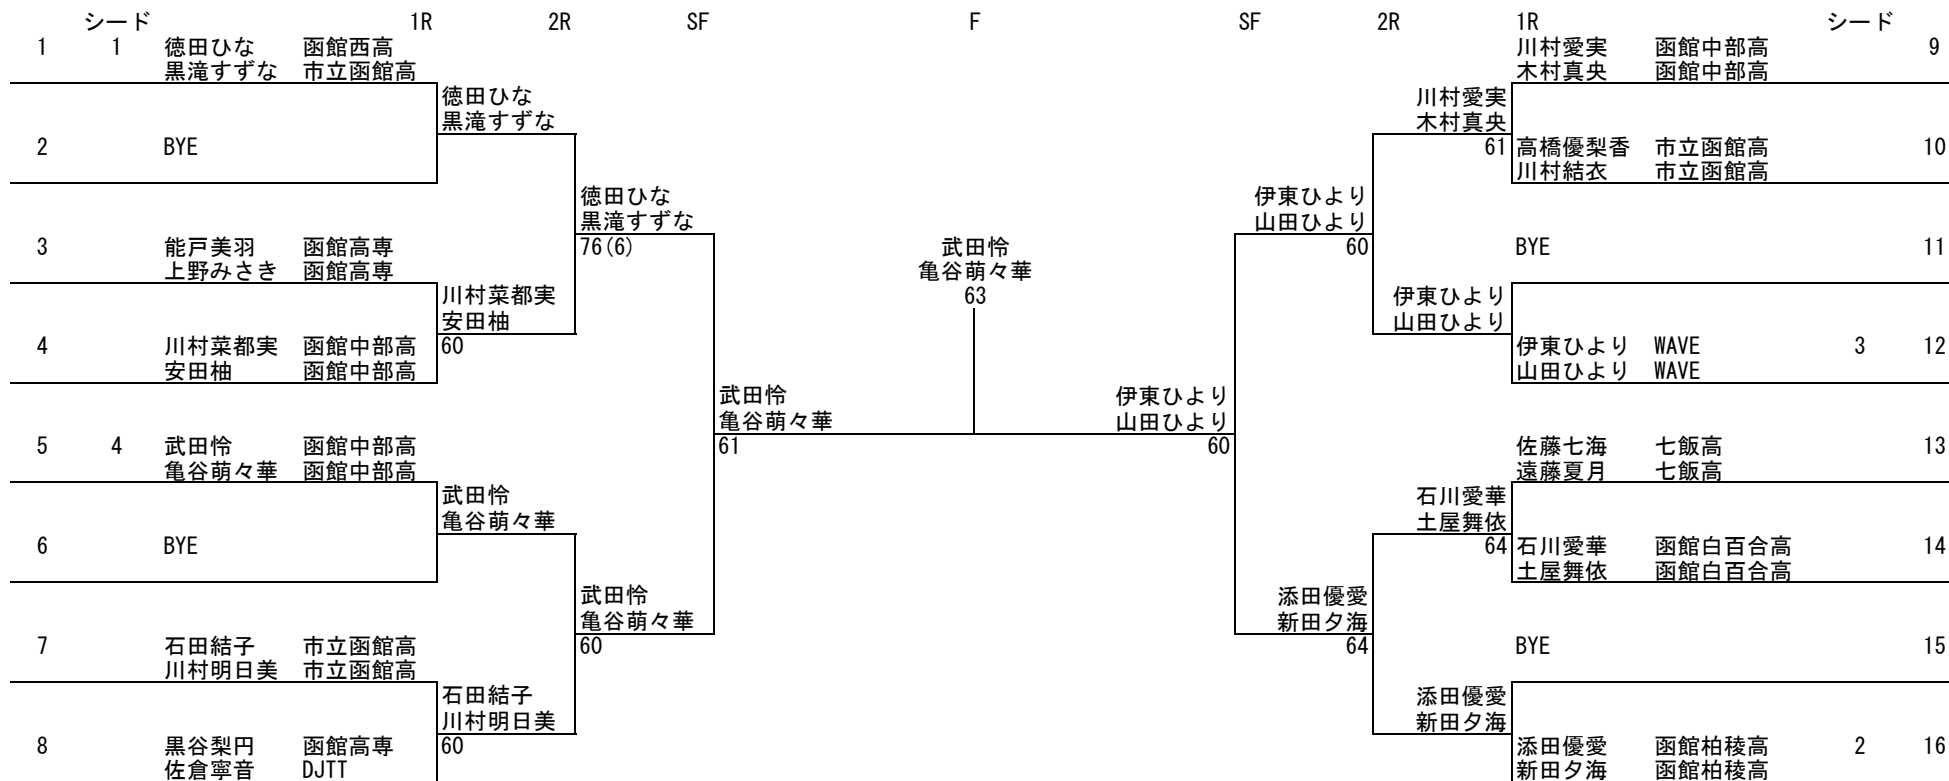 シード 1R 2R SF F SF 2R 1R シード
1 1 徳田ひな 函館西高 川村愛実 函館中部高 9
黒滝すずな 市立函館高 木村真央 函館中部高
徳田ひな 川村愛実
黒滝すずな 木村真央
2 BYE 61 高橋優梨香 市立函館高 10
川村結衣 市立函館高
徳田ひな 伊東ひより
黒滝すずな 山田ひより
3 能戸美羽 函館高専 76(6) 武田怜 60 BYE 11
上野みさき 函館高専 亀谷萌々華
川村菜都実 63 伊東ひより
安田柚 山田ひより
4 川村菜都実 函館中部高 60 伊東ひより WAVE 3 12
安田柚 函館中部高 山田ひより WAVE
武田怜 伊東ひより
亀谷萌々華 山田ひより
5 4 武田怜 函館中部高 61 60 佐藤七海 七飯高 13
亀谷萌々華 函館中部高 遠藤夏月 七飯高
武田怜 石川愛華
亀谷萌々華 土屋舞依
6 BYE 64 石川愛華 函館白百合高 14
土屋舞依 函館白百合高
武田怜 添田優愛
亀谷萌々華 新田夕海
7 石田結子 市立函館高 60 64 BYE 15
川村明日美 市立函館高
石田結子 添田優愛
川村明日美 新田夕海
8 黒谷梨円 函館高専 60 添田優愛 函館柏稜高 2 16
佐倉寧音 DJTT 新田夕海 函館柏稜高